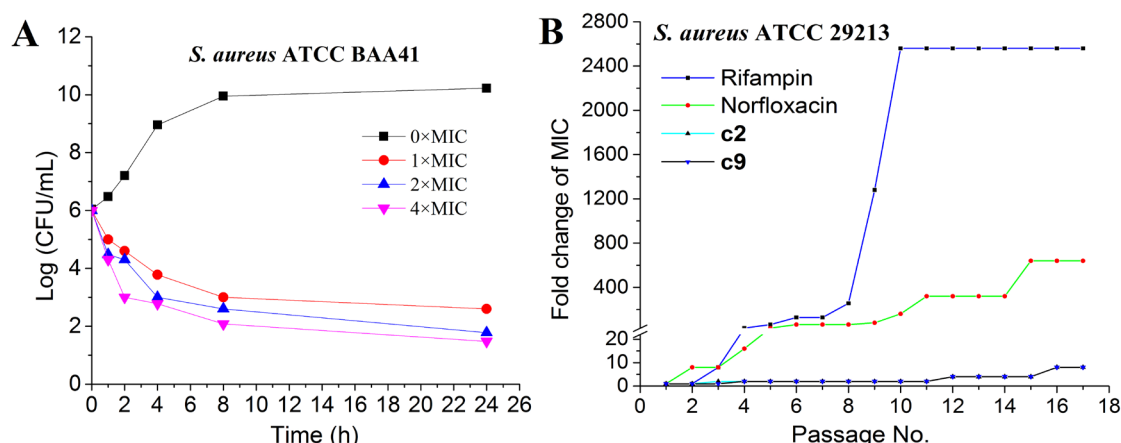 A
S. aureus ATCC BAA41
12
10
8
6
4
2
0
Log (CFU/mL)
0×MIC
1×MIC
2×MIC
4×MIC
0 2 4 6 8 10 12 14 16 18 20 22 24 26
Time (h)
B
S. aureus ATCC 29213
2800
2400
2000
1600
1200
800
400
20
10
0
Fold change of MIC
Rifampin
Norfloxacin
c2
c9
0 2 4 6 8 10 12 14 16 18
Passage No.